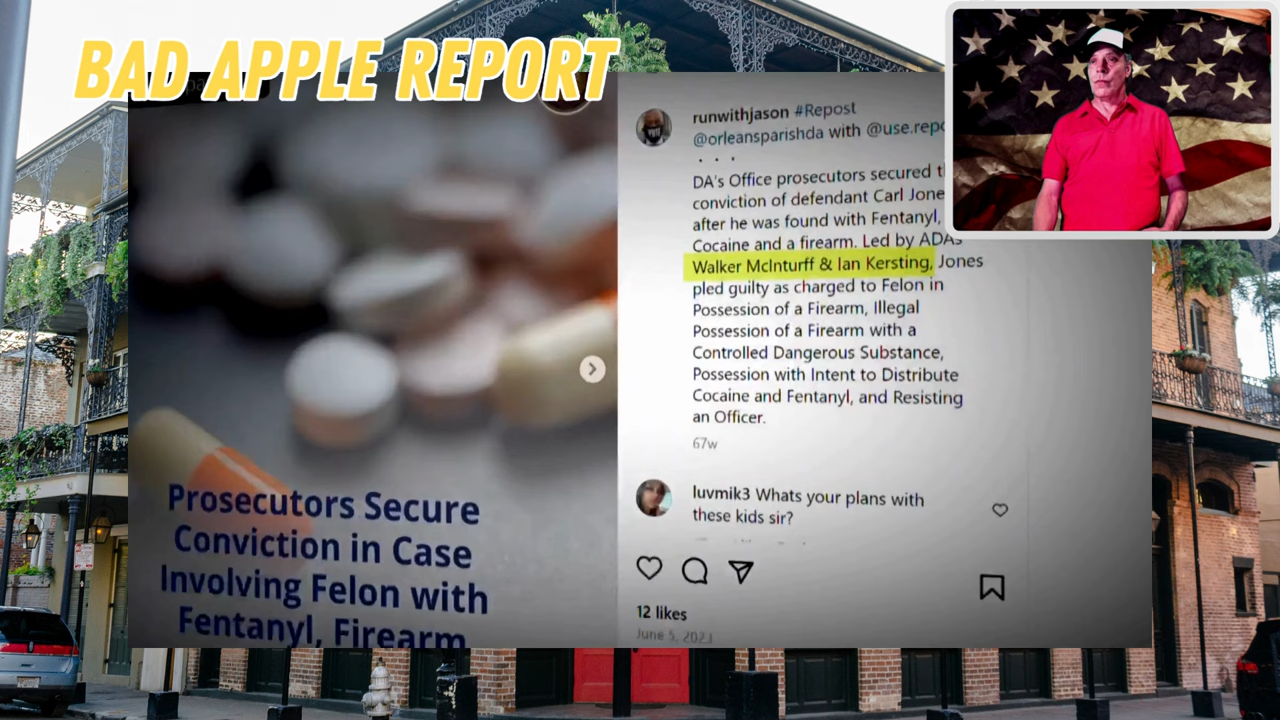 BAD APPLE REPORT
runwithjason #Repost
@orleansparishda with @use.repo
. . .
DA's Office prosecutors secured
conviction of defendant Carl Jone
after he was found with Fentanyl,
Cocaine and a firearm. Led by ADAs
Walker McInturff & Ian Kersting, Jones
pled guilty as charged to Felon in
Possession of a Firearm, Illegal
Possession of a Firearm with a
Controlled Dangerous Substance,
Possession with Intent to Distribute
Cocaine and Fentanyl, and Resisting
an Officer.
67w
luvmik3 Whats your plans with
these kids sir?
12 likes
June 5, 2023
Prosecutors Secure
Conviction in Case
Involving Felon with
Fentanyl, Firearm